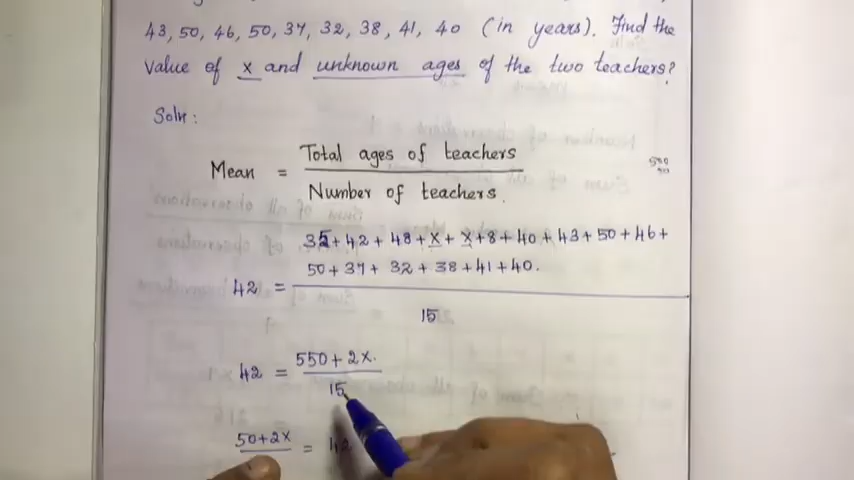 43, 50, 46, 50, 37, 32, 38, 41, 40 (in years). Find the
value of x and unknown ages of the two teachers?
Soln:
Mean = Total ages of teachers
Number of teachers.
35+42+48+x+x+8+40+43+50+46+
50+37+32+38+41+40.
42 =
15
42 = 550+2x.
15
50+2x = 42